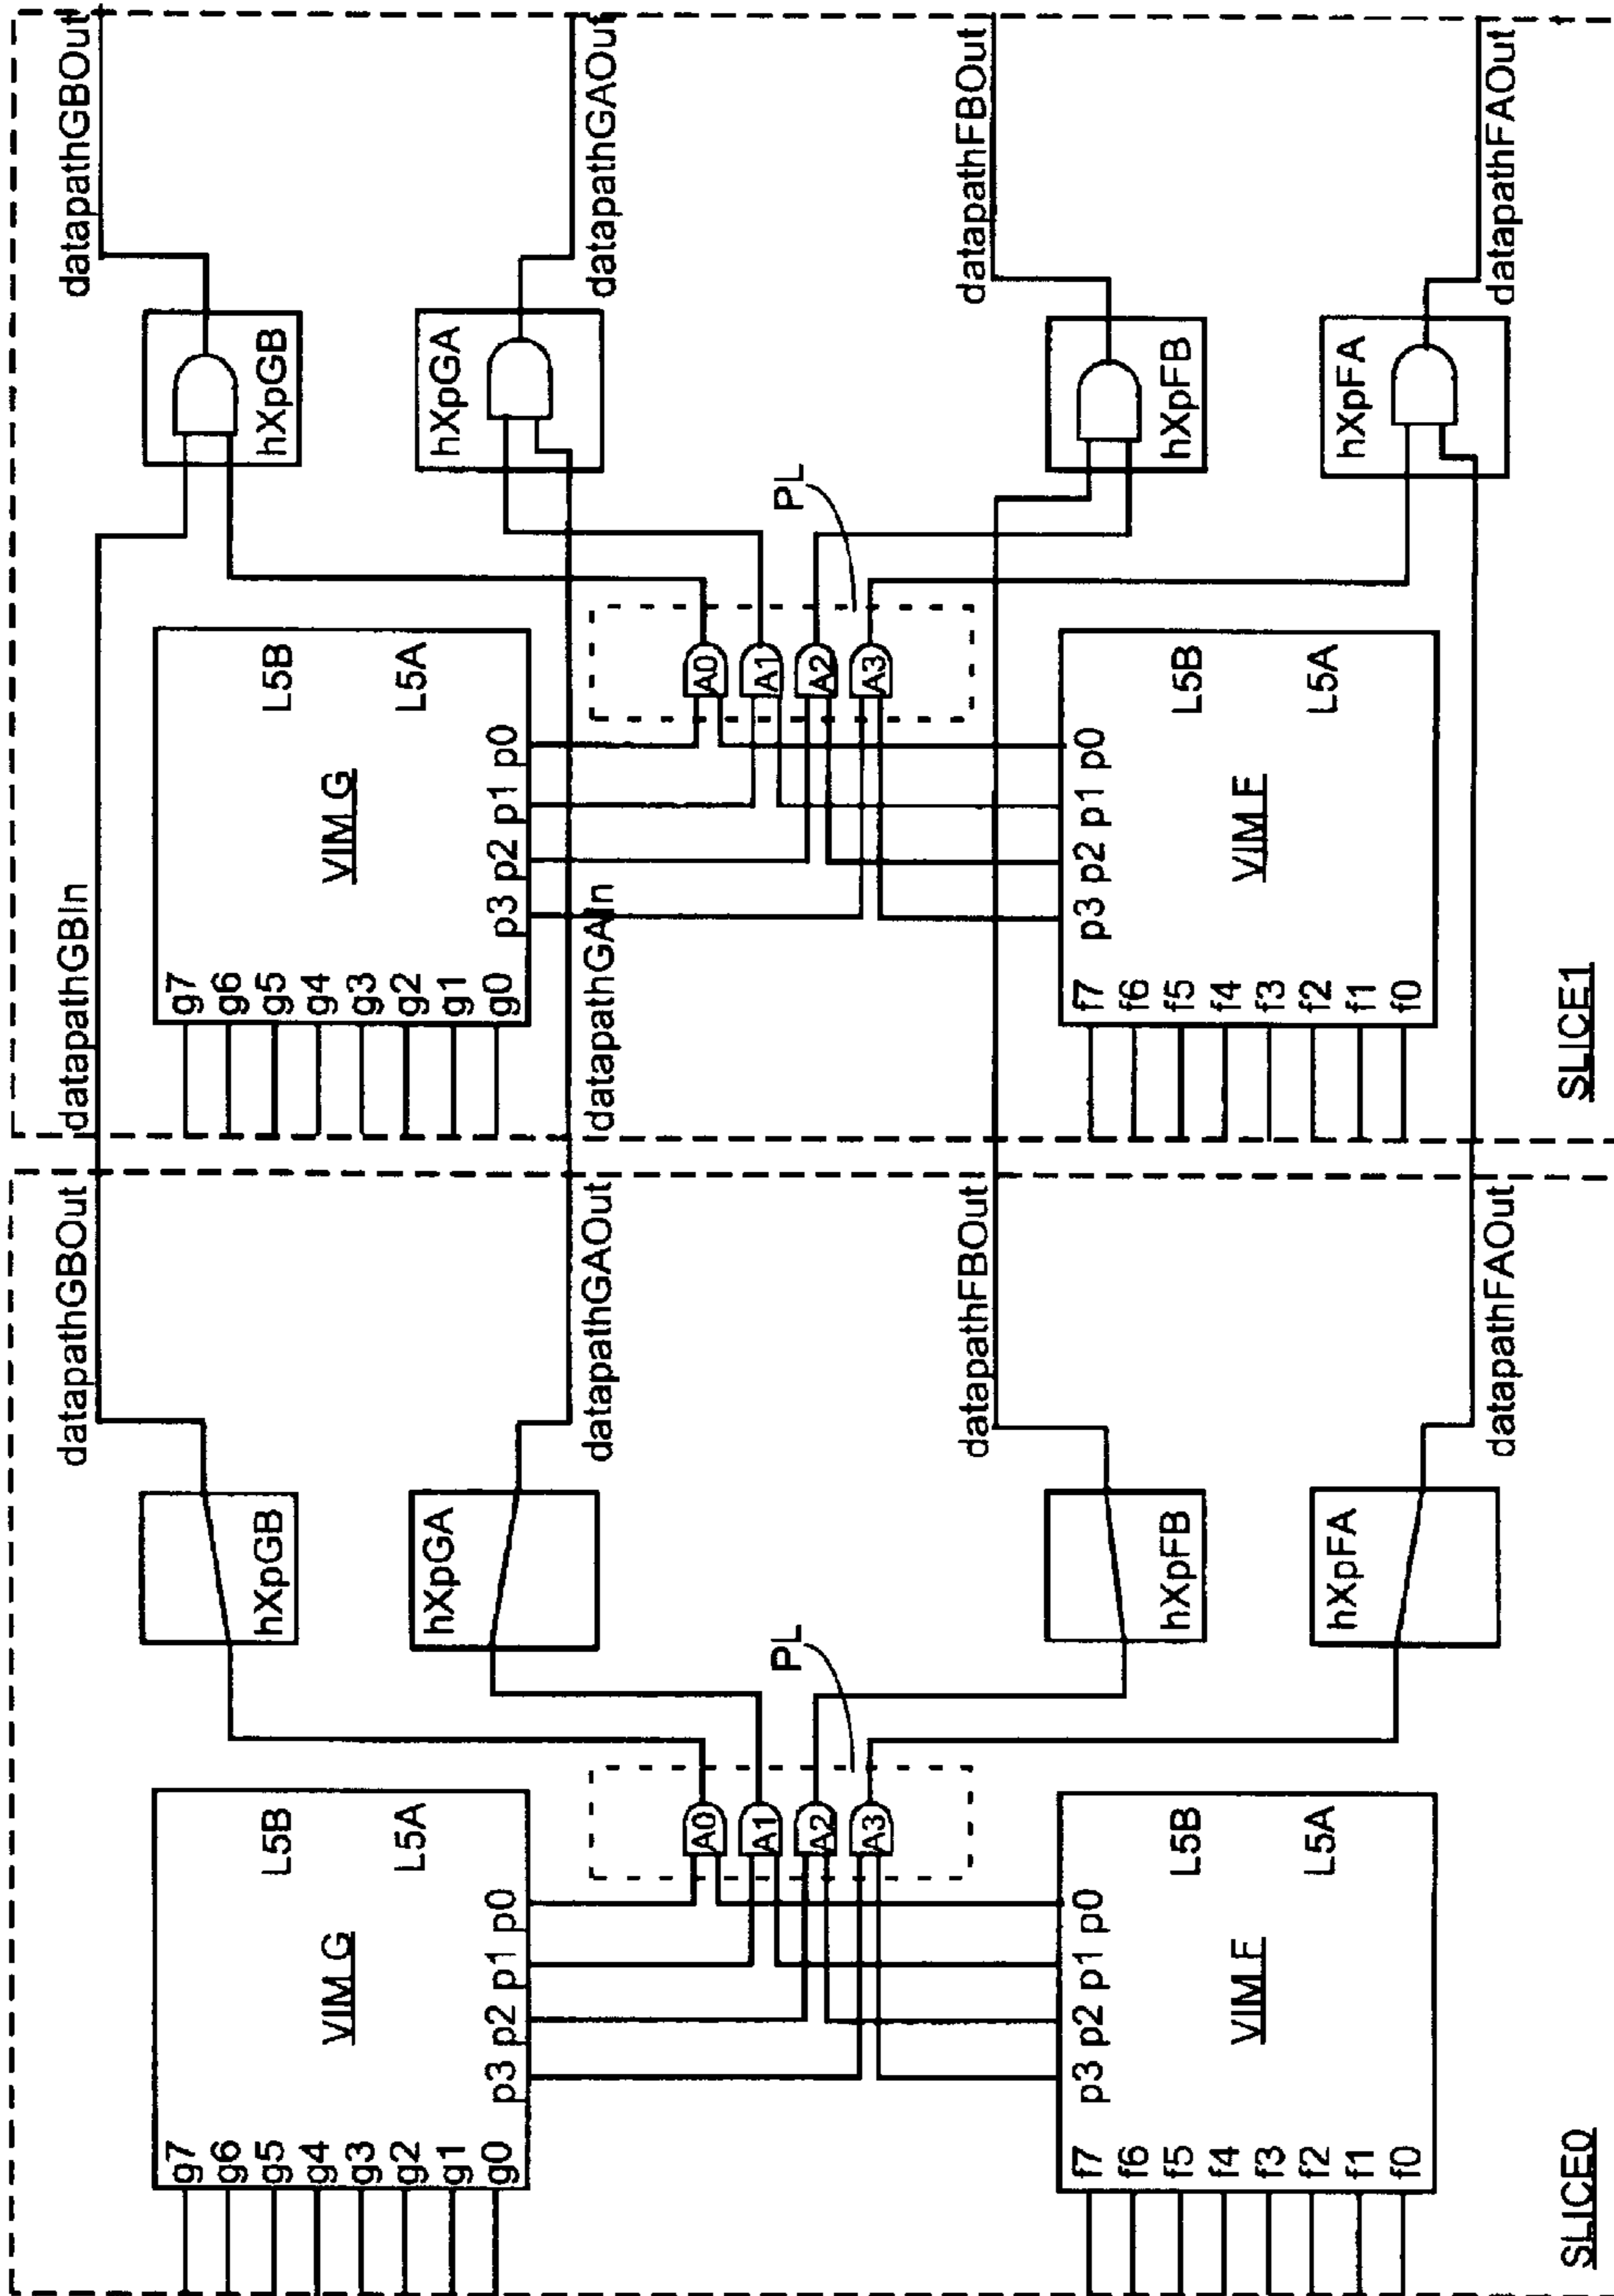 datapathGBOut
datapathGBIn
datapathGBOut
g7
g6
g5
g4
g3
g2
g1
g0
VIM G
L5B
L5A
p3 p2 p1 p0
hXpGB
hXpGA
datapathGAOut
g7
g6
g5
g4
g3
g2
g1
g0
VIM G
L5B
L5A
p3 p2 p1 p0
hXpGB
hXpGA
datapathGAIn
datapathGAOut
A0
A1
A2
A3
PL
A0
A1
A2
A3
PL
datapathFBOut
datapathFBOut
p3 p2 p1 p0
f7
f6
f5
f4
f3
f2
f1
f0
VIM F
L5B
L5A
hXpFB
hXpFA
datapathFAOut
p3 p2 p1 p0
f7
f6
f5
f4
f3
f2
f1
f0
VIM F
L5B
L5A
hXpFB
hXpFA
datapathFAOut
SLICE0
SLICE1